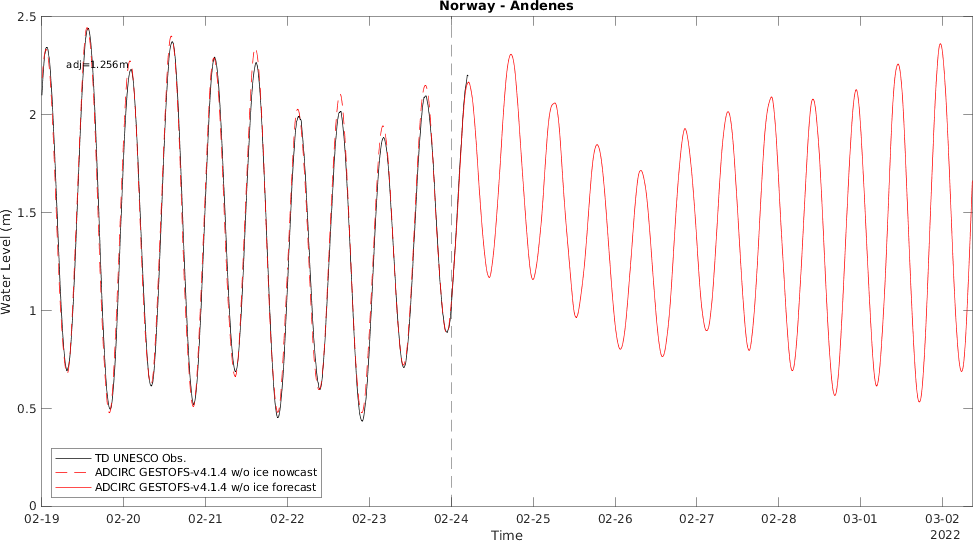 Norway - Andenes
2.5
adj=1.256m
2
1.5
Water Level (m)
1
0.5
TD UNESCO Obs.
ADCIRC GESTOFS-v4.1.4 w/o ice nowcast
ADCIRC GESTOFS-v4.1.4 w/o ice forecast
0
02-19 02-20 02-21 02-22 02-23 02-24 02-25 02-26 02-27 02-28 03-01 03-02
Time 2022